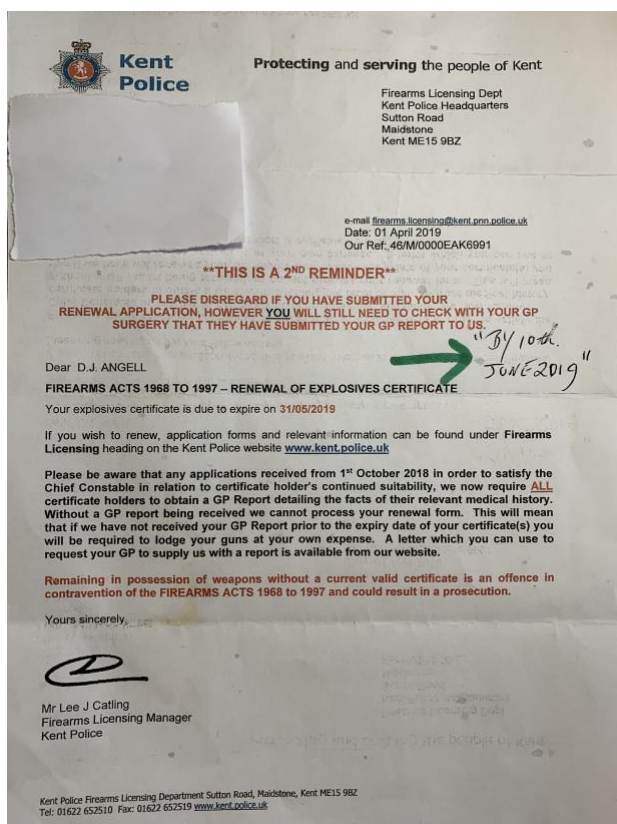 Kent
Police
Protecting and serving the people of Kent
Firearms Licensing Dept
Kent Police Headquarters
Sutton Road
Maidstone
Kent ME15 9BZ
e-mail firearms.licensing@kent.pnn.police.uk
Date: 01 April 2019
Our Ref: 46/M/0000EAK6991
**THIS IS A 2ND REMINDER**
PLEASE DISREGARD IF YOU HAVE SUBMITTED YOUR
RENEWAL APPLICATION, HOWEVER YOU WILL STILL NEED TO CHECK WITH YOUR GP
SURGERY THAT THEY HAVE SUBMITTED YOUR GP REPORT TO US.
"BY 10th.
JUNE 2019"
Dear D.J. ANGELL
FIREARMS ACTS 1968 TO 1997 – RENEWAL OF EXPLOSIVES CERTIFICATE
Your explosives certificate is due to expire on 31/05/2019
If you wish to renew, application forms and relevant information can be found under Firearms
Licensing heading on the Kent Police website www.kent.police.uk
Please be aware that any applications received from 1st October 2018 in order to satisfy the
Chief Constable in relation to certificate holder's continued suitability, we now require ALL
certificate holders to obtain a GP Report detailing the facts of their relevant medical history.
Without a GP report being received we cannot process your renewal form. This will mean
that if we have not received your GP Report prior to the expiry date of your certificate(s) you
will be required to lodge your guns at your own expense. A letter which you can use to
request your GP to supply us with a report is available from our website.
Remaining in possession of weapons without a current valid certificate is an offence in
contravention of the FIREARMS ACTS 1968 to 1997 and could result in a prosecution.
Yours sincerely,
Mr Lee J Catling
Firearms Licensing Manager
Kent Police
Kent Police Firearms Licensing Department Sutton Road, Maidstone, Kent ME15 9BZ
Tel: 01622 652510 Fax: 01622 652519 www.kent.police.uk